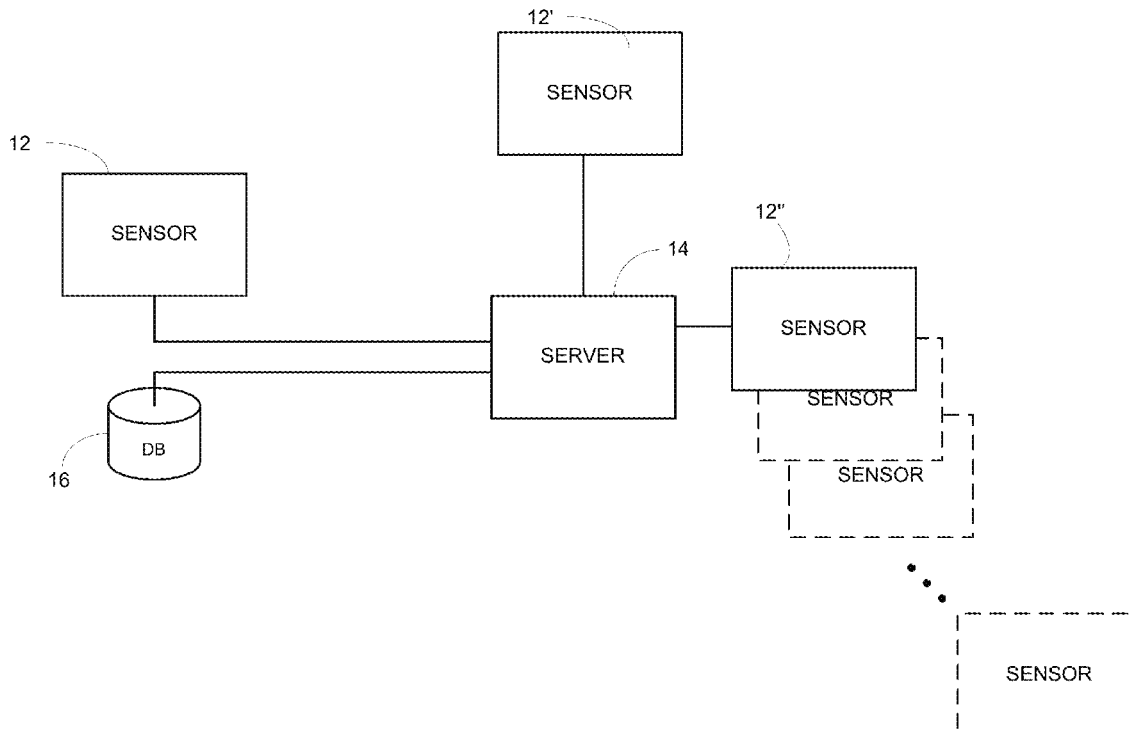 12'
SENSOR
12
SENSOR
12"
14
SENSOR
SERVER
SENSOR
DB
16
SENSOR
SENSOR